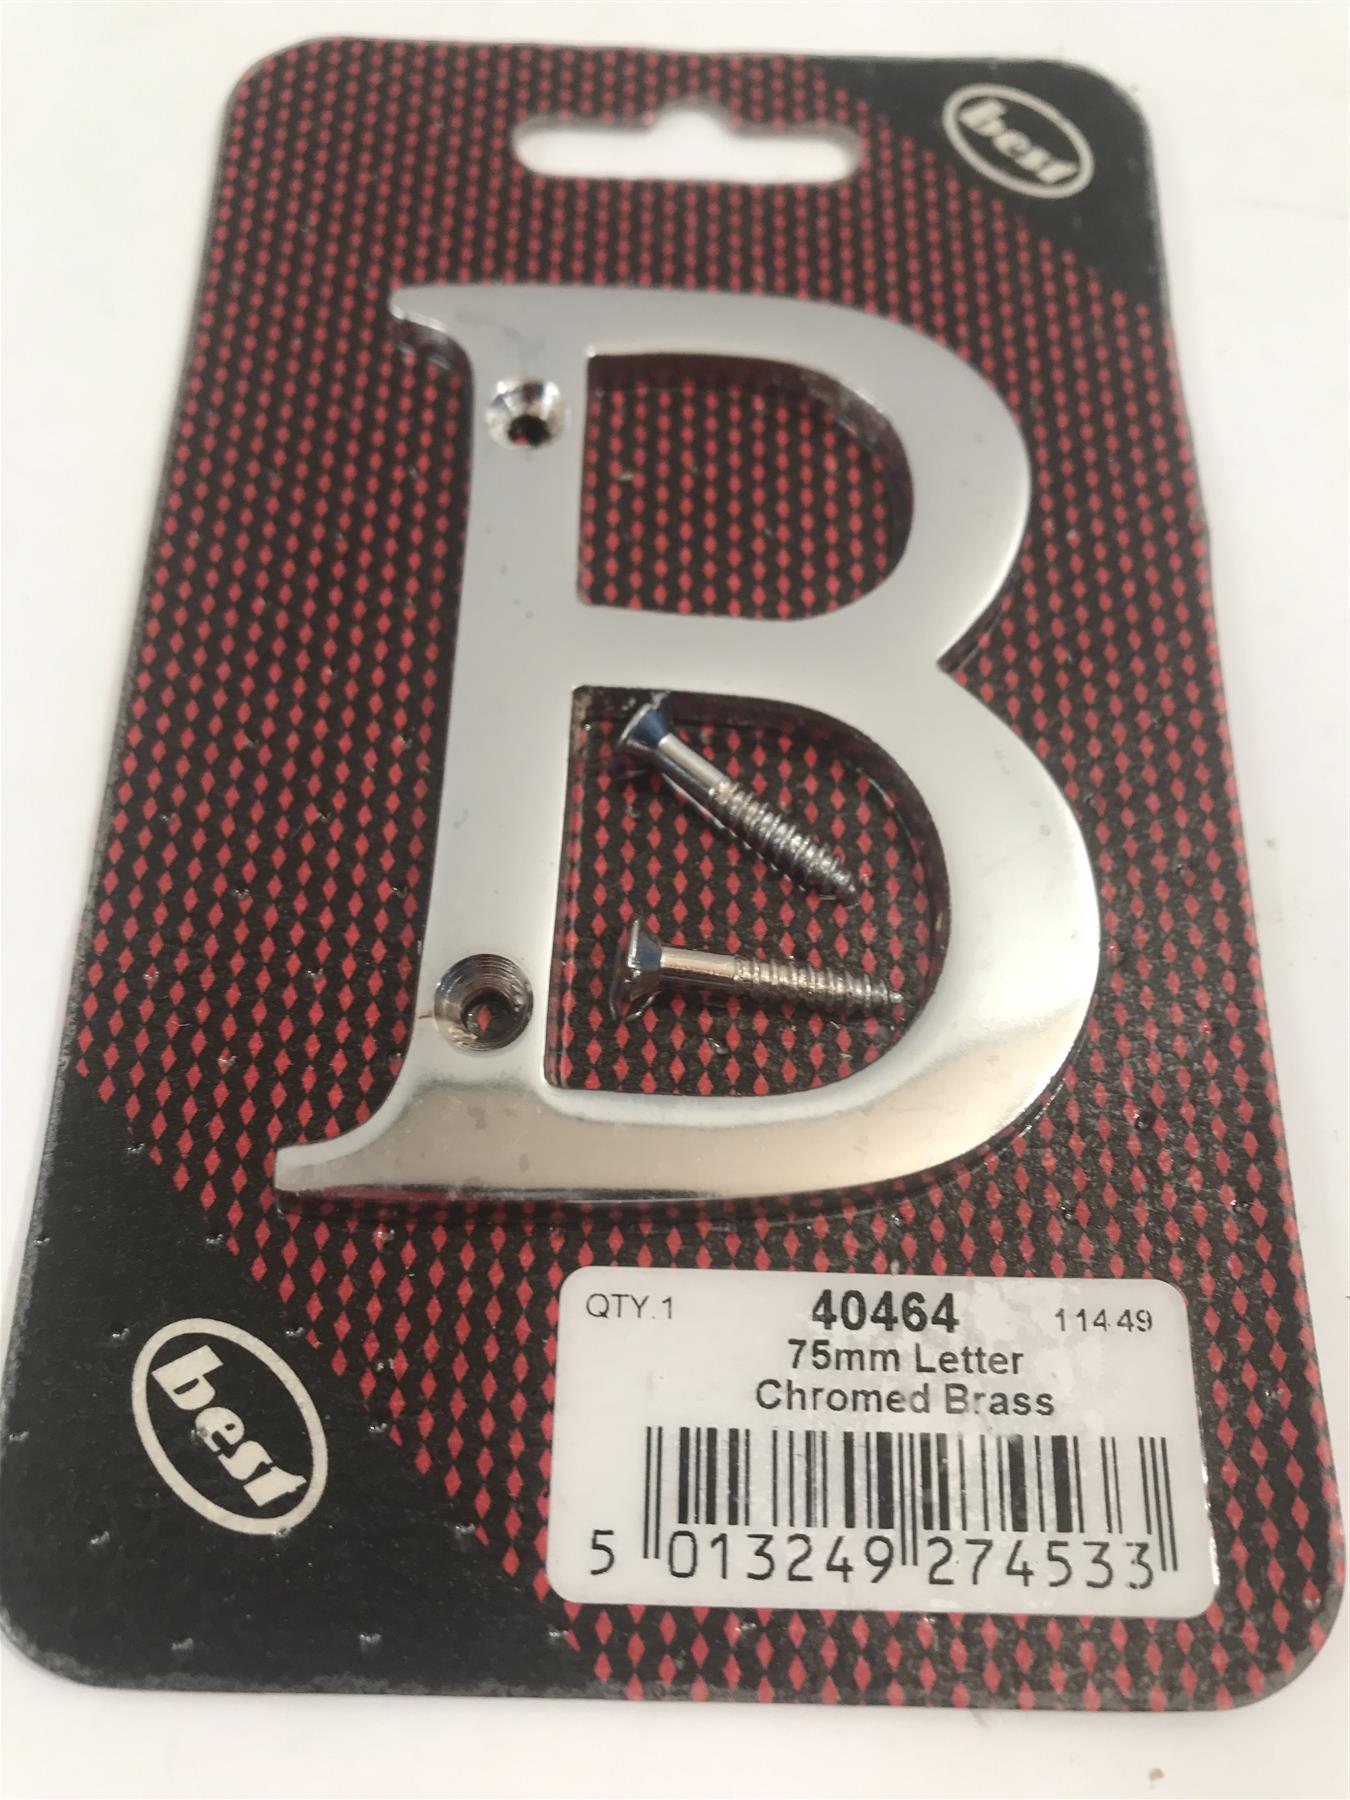 best
B
QTY.1 40464 11449
75mm Letter
Chromed Brass
5 013249 274533
best